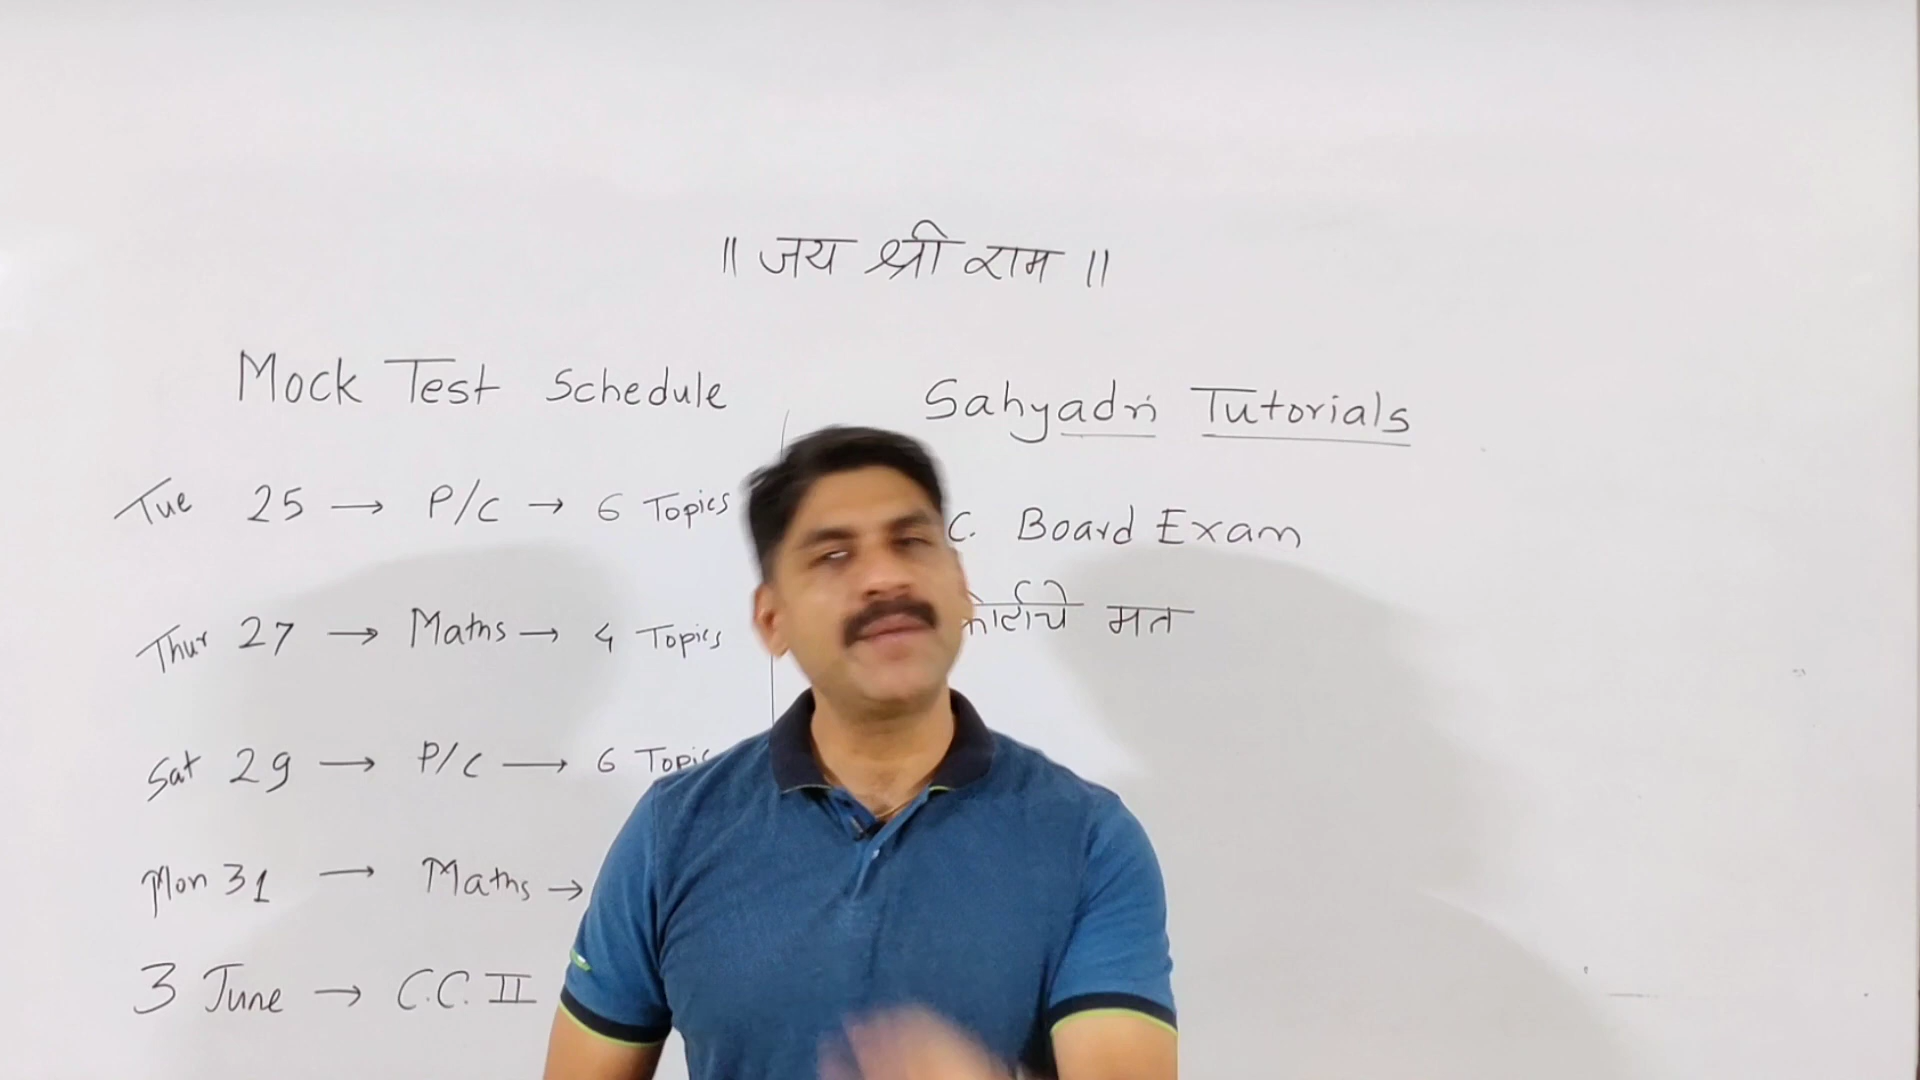 ॥ जय श्री राम ॥
Mock Test Schedule
Tue 25 → P/C → 6 Topics
Thur 27 → Maths → 4 Topics
Sat 29 → P/C → 6 Topic
Mon 31 → Maths →
3 June → C.C. II
Sahyadri Tutorials
C. Board Exam
मत